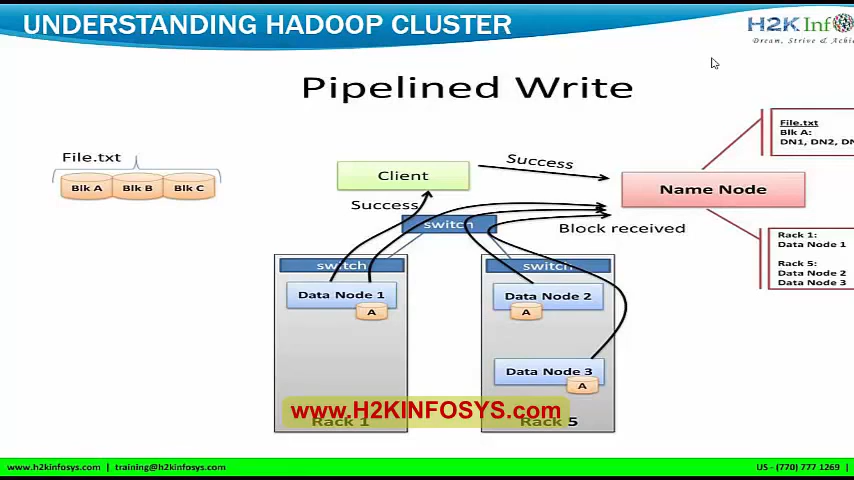 UNDERSTANDING HADOOP CLUSTER
H2K Inf
Dream, Strive & Achi
Pipelined Write
File.txt
Blk A
Blk B
Blk C
Client
Success
Success
switch
Name Node
Block received
File.txt
Blk A:
DN1, DN2, DN
Rack 1:
Data Node 1
Rack 5:
Data Node 2
Data Node 3
switch
Data Node 1
A
Rack 1
switch
Data Node 2
A
Data Node 3
A
Rack 5
www.H2KINFOSYS.com
www.h2kinfosys.com | training@h2kinfosys.com
US - (770) 777 1269 |